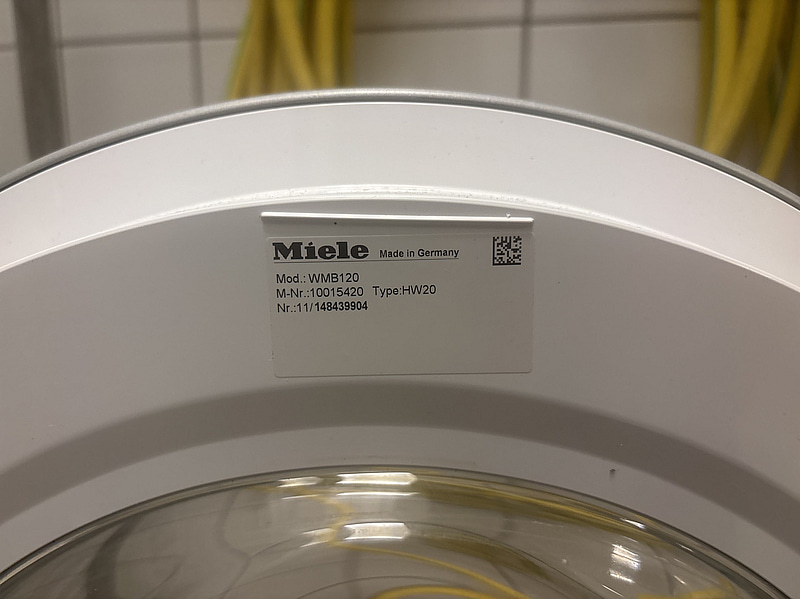 Miele Made in Germany
Mod.: WMB120
M-Nr.:10015420 Type:HW20
Nr.:11/148439904